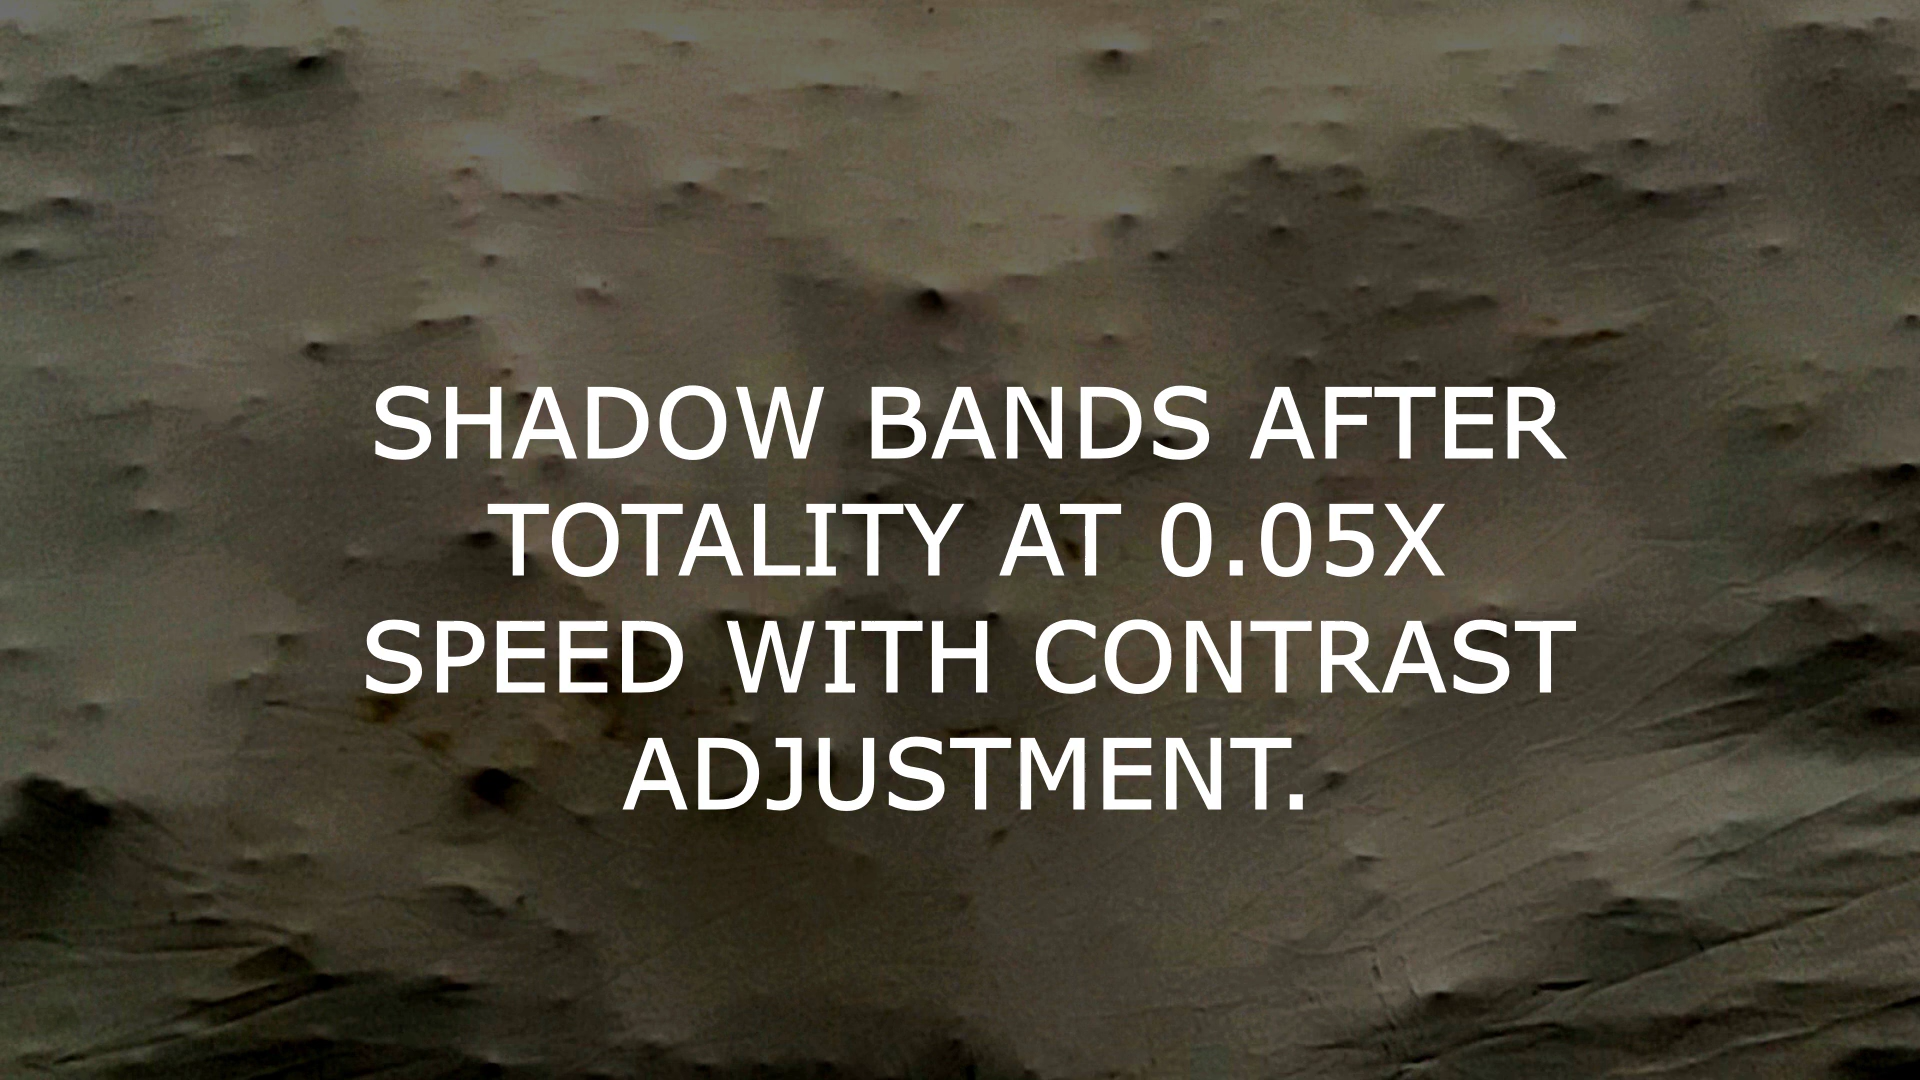 SHADOW BANDS AFTER
TOTALITY AT 0.05X
SPEED WITH CONTRAST
ADJUSTMENT.